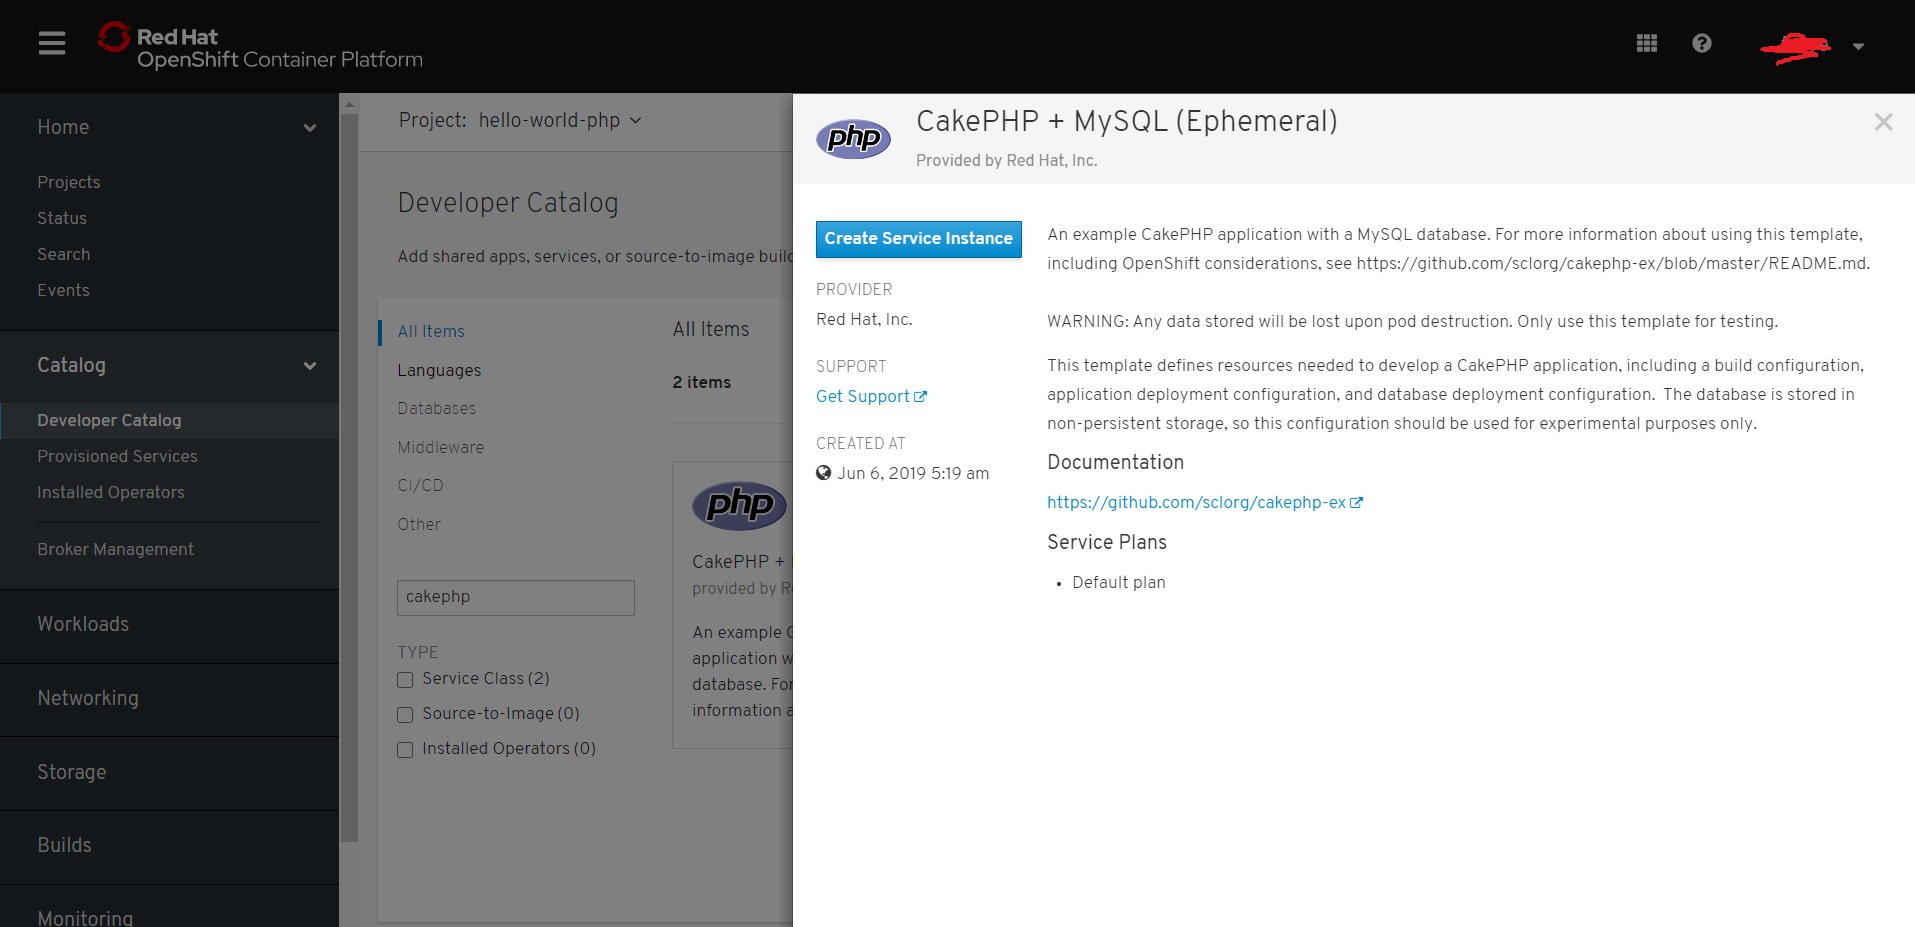 Red Hat
OpenShift Container Platform
Home
Projects
Status
Search
Events
Catalog
Developer Catalog
Provisioned Services
Installed Operators
Broker Management
Workloads
Networking
Storage
Builds
Monitoring
Project: hello-world-php
Developer Catalog
Add shared apps, services, or source-to-image
All Items
Languages
Databases
Middleware
CI/CD
Other
cakephp
TYPE
Service Class (2)
Source-to-Image (0)
Installed Operators (0)
All Items
2 items
php
CakePHP +
provided by
An example
application
database. For
information
php
CakePHP + MySQL (Ephemeral)
Provided by Red Hat, Inc.
Create Service Instance
PROVIDER
Red Hat, Inc.
SUPPORT
Get Support
CREATED AT
Jun 6, 2019 5:19 am
An example CakePHP application with a MySQL database. For more information about using this template,
including OpenShift considerations, see https://github.com/sclorg/cakephp-ex/blob/master/README.md.
WARNING: Any data stored will be lost upon pod destruction. Only use this template for testing.
This template defines resources needed to develop a CakePHP application, including a build configuration,
application deployment configuration, and database deployment configuration. The database is stored in
non-persistent storage, so this configuration should be used for experimental purposes only.
Documentation
https://github.com/sclorg/cakephp-ex
Service Plans
• Default plan